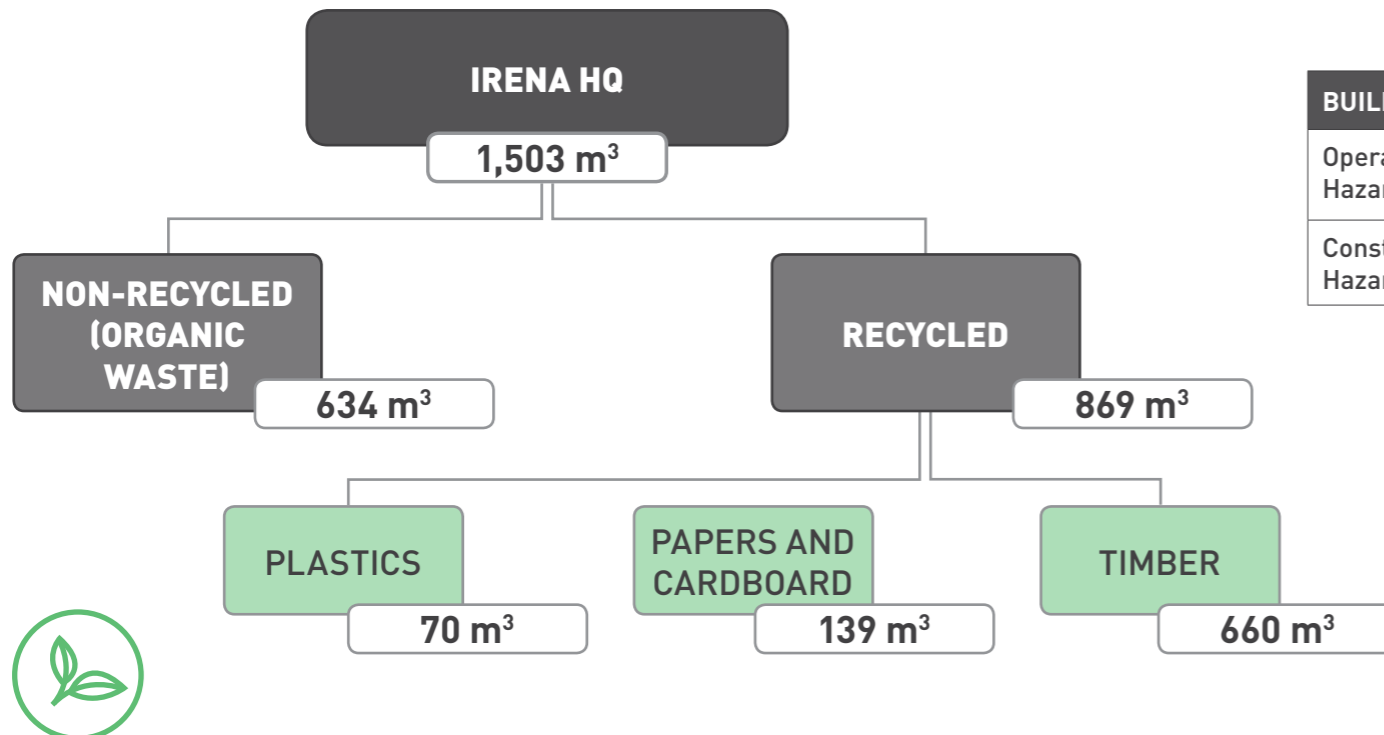 IRENA HQ
1,503 m³
NON-RECYCLED
(ORGANIC
WASTE)
634 m³
RECYCLED
869 m³
PLASTICS
70 m³
PAPERS AND
CARDBOARD
139 m³
TIMBER
660 m³